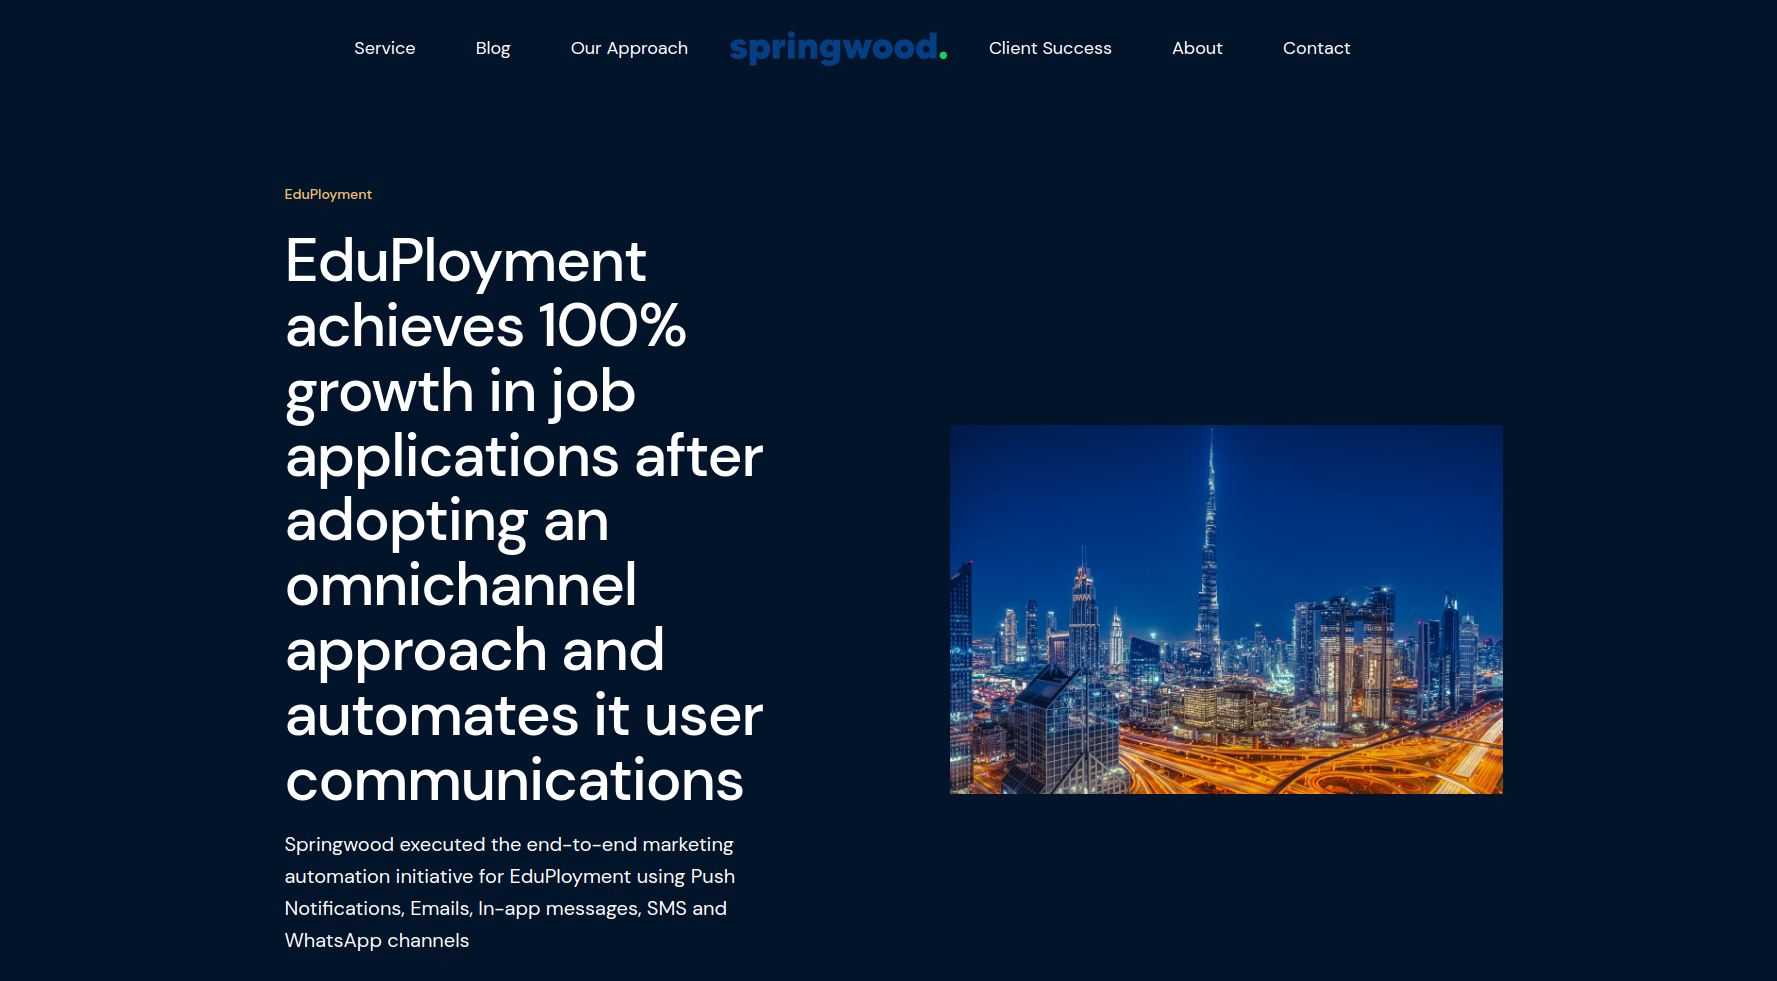 Service Blog Our Approach springwood. Client Success About Contact
EduPloyment
EduPloyment
achieves 100%
growth in job
applications after
adopting an
omnichannel
approach and
automates it user
communications
Springwood executed the end-to-end marketing
automation initiative for EduPloyment using Push
Notifications, Emails, In-app messages, SMS and
WhatsApp channels